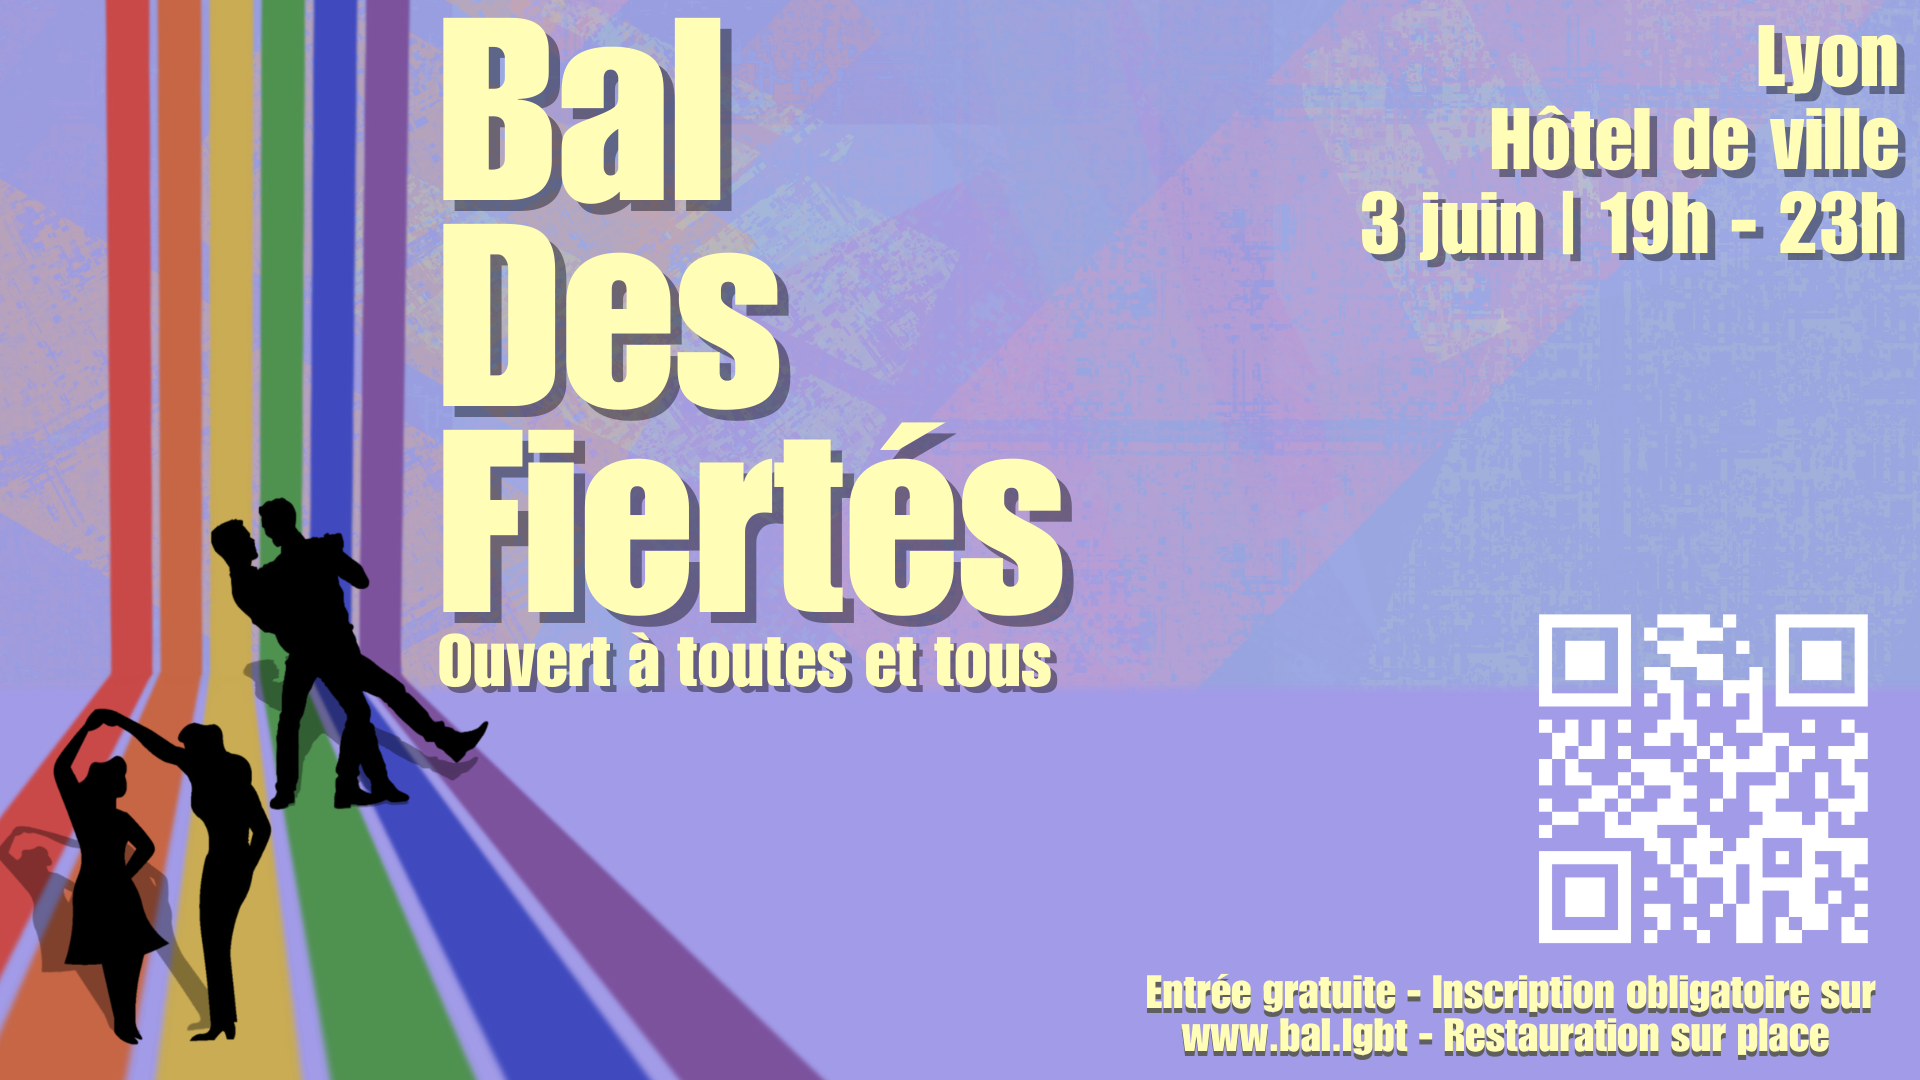 Bal
Des
Fiertés
Ouvert à toutes et tous
Lyon
Hôtel de ville
3 juin | 19h - 23h
Entrée gratuite - Inscription obligatoire sur
www.bal.lgbt - Restauration sur place